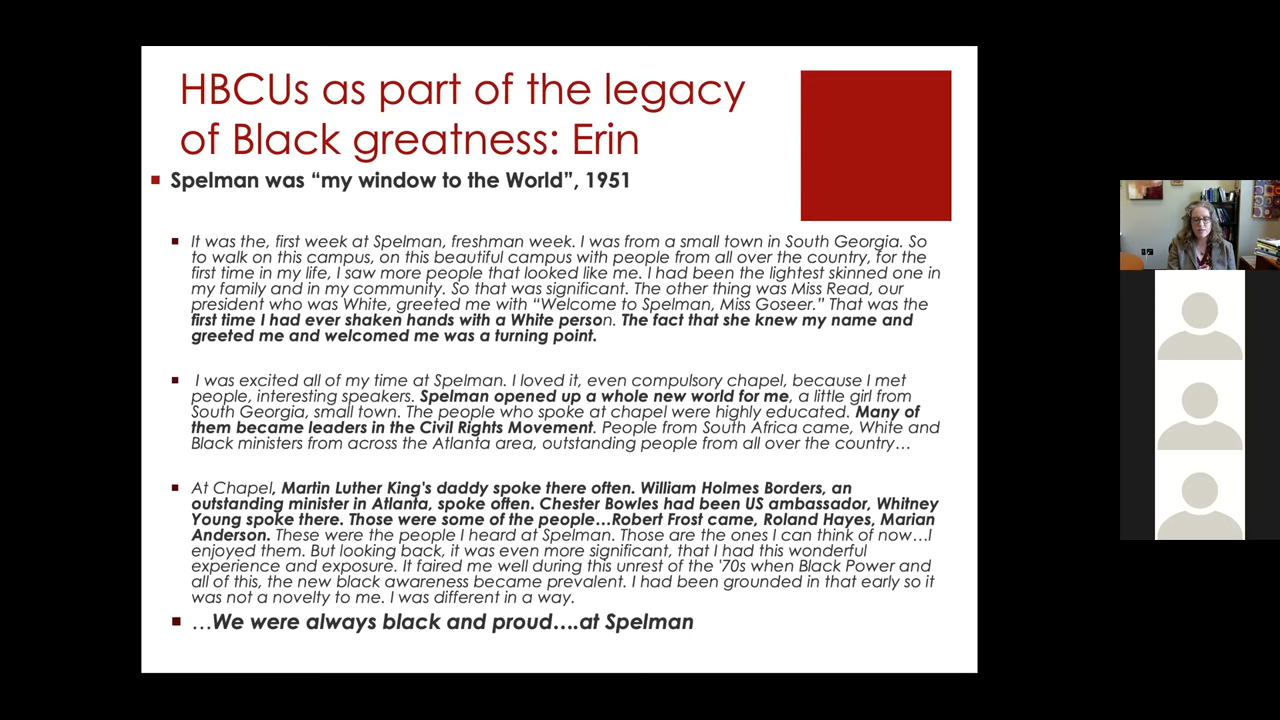 HBCUs as part of the legacy
of Black greatness: Erin
Spelman was “my window to the World”, 1951
It was the, first week at Spelman, freshman week. I was from a small town in South Georgia. So
to walk on this campus, on this beautiful campus with people from all over the country, for the
first time in my life, I saw more people that looked like me. I had been the lightest skinned one in
my family and in my community. So that was significant. The other thing was Miss Read, our
president who was White, greeted me with “Welcome to Spelman, Miss Goseer.” That was the
first time I had ever shaken hands with a White person. The fact that she knew my name and
greeted me and welcomed me was a turning point.
I was excited all of my time at Spelman. I loved it, even compulsory chapel, because I met
people, interesting speakers. Spelman opened up a whole new world for me, a little girl from
South Georgia, small town. The people who spoke at chapel were highly educated. Many of
them became leaders in the Civil Rights Movement. People from South Africa came, White and
Black ministers from across the Atlanta area, outstanding people from all over the country…
At Chapel, Martin Luther King's daddy spoke there often. William Holmes Borders, an
outstanding minister in Atlanta, spoke often. Chester Bowles had been US ambassador, Whitney
Young spoke there. Those were some of the people…Robert Frost came, Roland Hayes, Marian
Anderson. These were the people I heard at Spelman. Those are the ones I can think of now…I
enjoyed them. But looking back, it was even more significant, that I had this wonderful
experience and exposure. It faired me well during this unrest of the '70s when Black Power and
all of this, the new black awareness became prevalent. I had been grounded in that early so it
was not a novelty to me. I was different in a way.
…We were always black and proud….at Spelman